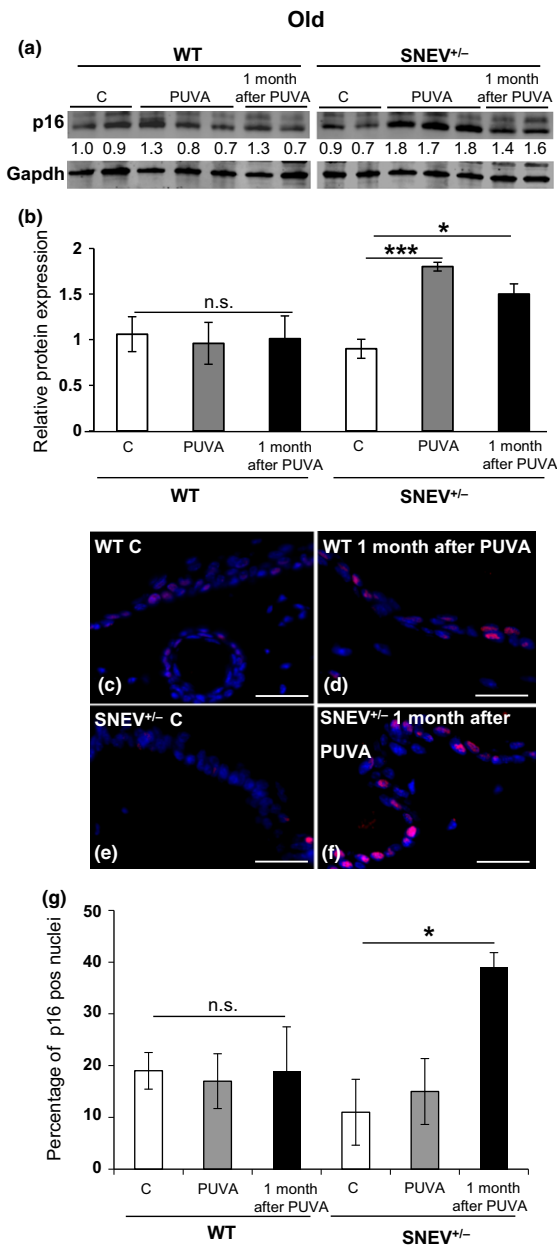 Old
(a)
WT
SNEV+/–
C PUVA 1 month after PUVA C PUVA 1 month after PUVA
p16
1.0 0.9 1.3 0.8 0.7 1.3 0.7 0.9 0.7 1.8 1.7 1.8 1.4 1.6
Gapdh
(b)
Relative protein expression
2
1.5
1
0.5
0
n.s.
***
*
C PUVA 1 month after PUVA C PUVA 1 month after PUVA
WT SNEV+/–
WT C
(c)
WT 1 month after PUVA
(d)
SNEV+/– C
(e)
SNEV+/– 1 month after
PUVA
(f)
(g)
Percentage of p16 pos nuclei
50
40
30
20
10
0
n.s.
*
C PUVA 1 month after PUVA C PUVA 1 month after PUVA
WT SNEV+/–